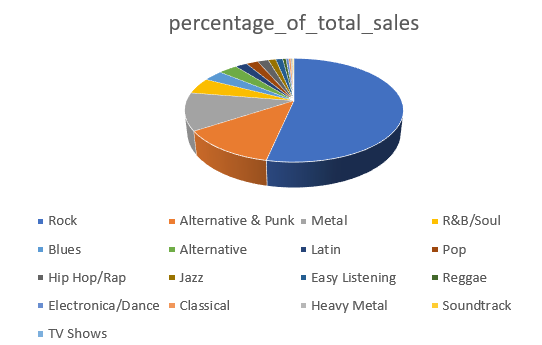 percentage_of_total_sales
Rock Alternative & Punk Metal R&B/Soul
Blues Alternative Latin Pop
Hip Hop/Rap Jazz Easy Listening Reggae
Electronica/Dance Classical Heavy Metal Soundtrack
TV Shows